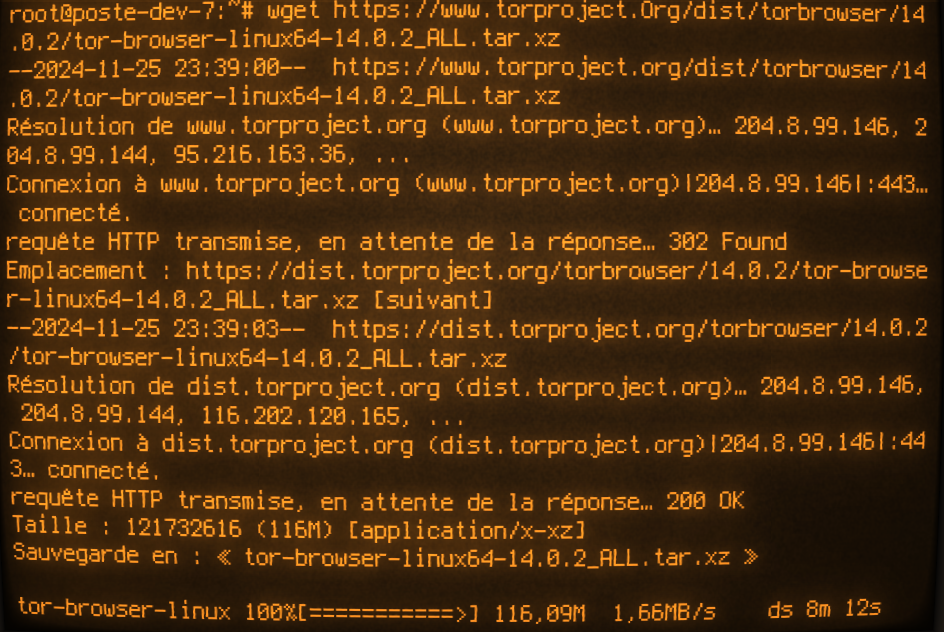 root@poste-dev-7:~# wget https://www.torproject.Org/dist/torbrowser/14
.0.2/tor-browser-linux64-14.0.2_ALL.tar.xz
--2024-11-25 23:39:00--  https://www.torproject.org/dist/torbrowser/14
.0.2/tor-browser-linux64-14.0.2_ALL.tar.xz
Résolution de www.torproject.org (www.torproject.org)… 204.8.99.146, 2
04.8.99.144, 95.216.163.36, ...
Connexion à www.torproject.org (www.torproject.org)|204.8.99.146|:443…
 connecté.
requête HTTP transmise, en attente de la réponse… 302 Found
Emplacement : https://dist.torproject.org/torbrowser/14.0.2/tor-browse
r-linux64-14.0.2_ALL.tar.xz [suivant]
--2024-11-25 23:39:03--  https://dist.torproject.org/torbrowser/14.0.2
/tor-browser-linux64-14.0.2_ALL.tar.xz
Résolution de dist.torproject.org (dist.torproject.org)… 204.8.99.146,
 204.8.99.144, 116.202.120.165, ...
Connexion à dist.torproject.org (dist.torproject.org)|204.8.99.146|:44
3… connecté.
requête HTTP transmise, en attente de la réponse… 200 OK
Taille : 121732616 (116M) [application/x-xz]
Sauvegarde en : « tor-browser-linux64-14.0.2_ALL.tar.xz »

tor-browser-linux 100%[===========>] 116,09M  1,66MB/s    ds 8m 12s